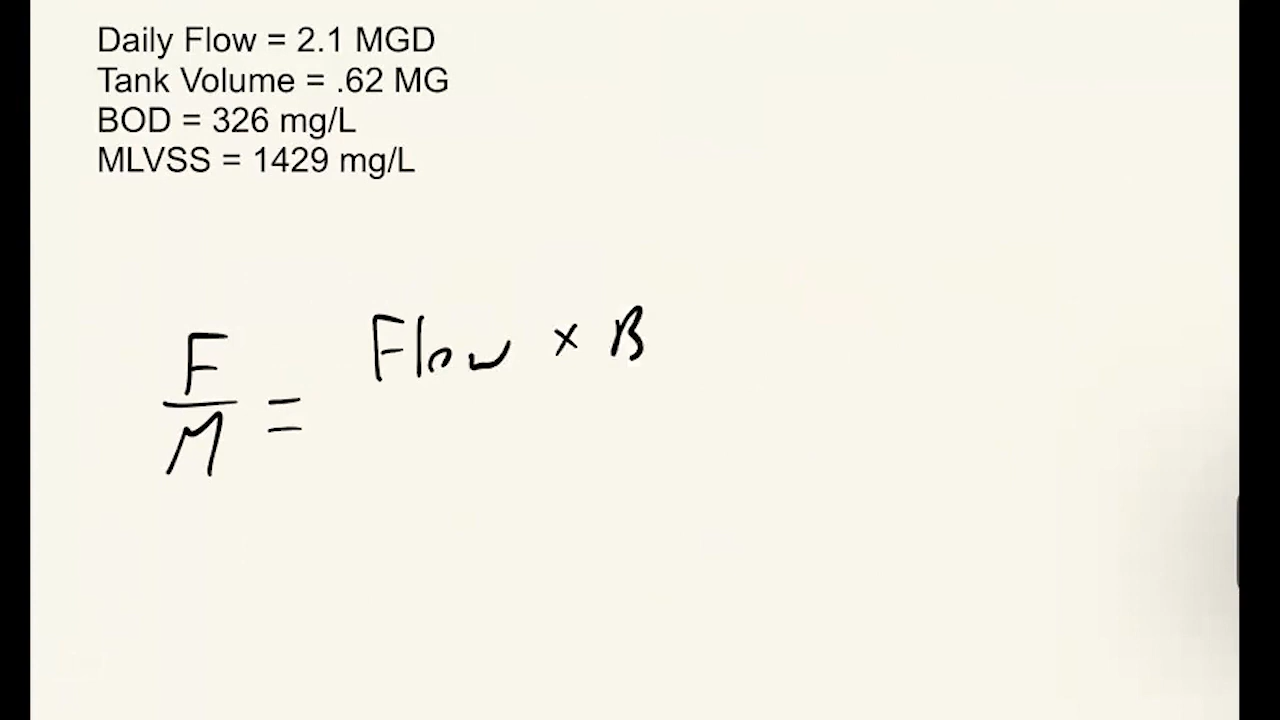 Daily Flow = 2.1 MGD
Tank Volume = .62 MG
BOD = 326 mg/L
MLVSS = 1429 mg/L
F/M = Flow x B